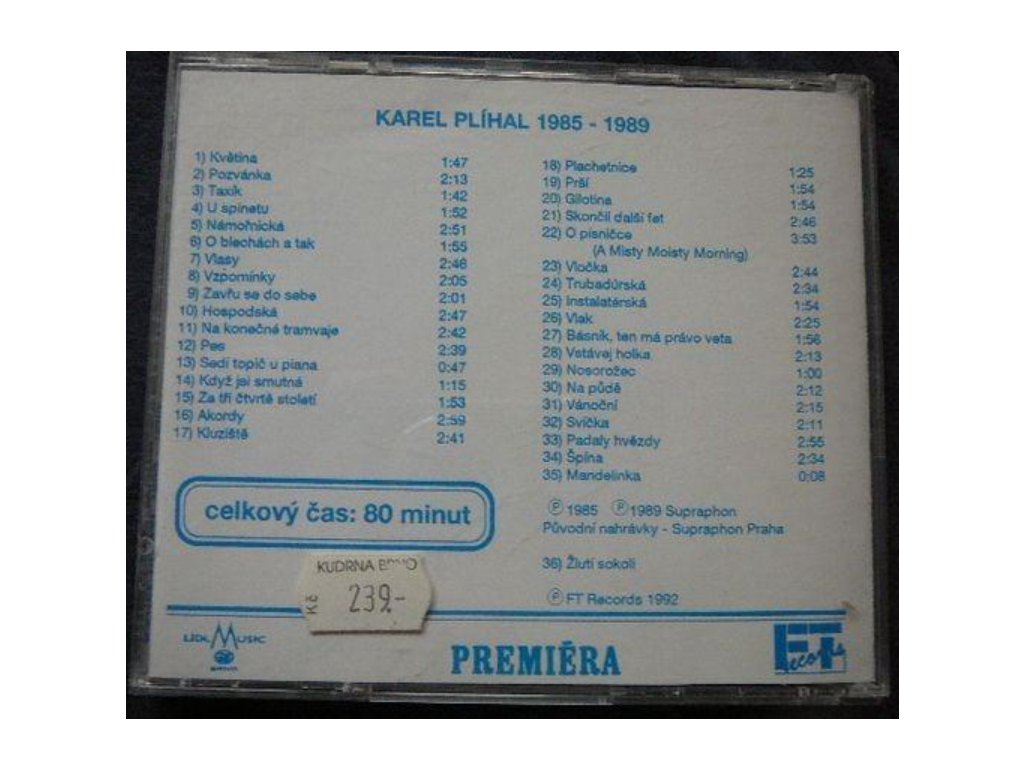 KAREL PLÍHAL 1985 - 1989
1) Květina 1:47
2) Pozvánka 2:13
3) Taxík 1:42
4) U spinetu 1:52
5) Námořnická 2:51
6) O blechách a tak 1:55
7) Vlasy 2:46
8) Vzpomínky 2:05
9) Zavřu se do sebe 2:01
10) Hospodská 2:47
11) Na konečné tramvaje 2:42
12) Pes 2:39
13) Sedí topič u piana 0:47
14) Když jsi smutná 1:15
15) Za tři čtvrtě století 1:53
16) Akordy 2:59
17) Kluziště 2:41
18) Plachetnice 1:25
19) Prší 1:54
20) Gilotina 1:54
21) Skončil další fet 2:46
22) O písničce 3:53
(A Misty Moisty Morning)
23) Vločka 2:44
24) Trubadúrská 2:34
25) Instalatérská 1:54
26) Vlak 2:25
27) Básník, ten má právo veta 1:56
28) Vstávej holka 2:13
29) Nosorožec 1:00
30) Na půdě 2:12
31) Vánoční 2:15
32) Svíčka 2:11
33) Padaly hvězdy 2:55
34) Špína 2:34
35) Mandelinka 0:08
celkový čas: 80 minut
Ⓟ 1985 Ⓟ 1989 Supraphon
Původní nahrávky - Supraphon Praha
36) Žlutí sokoli
Ⓟ FT Records 1992
KUDRNA BRNO
Kč 239.-
LÍDL MUSIC
PREMIÉRA
FT Records